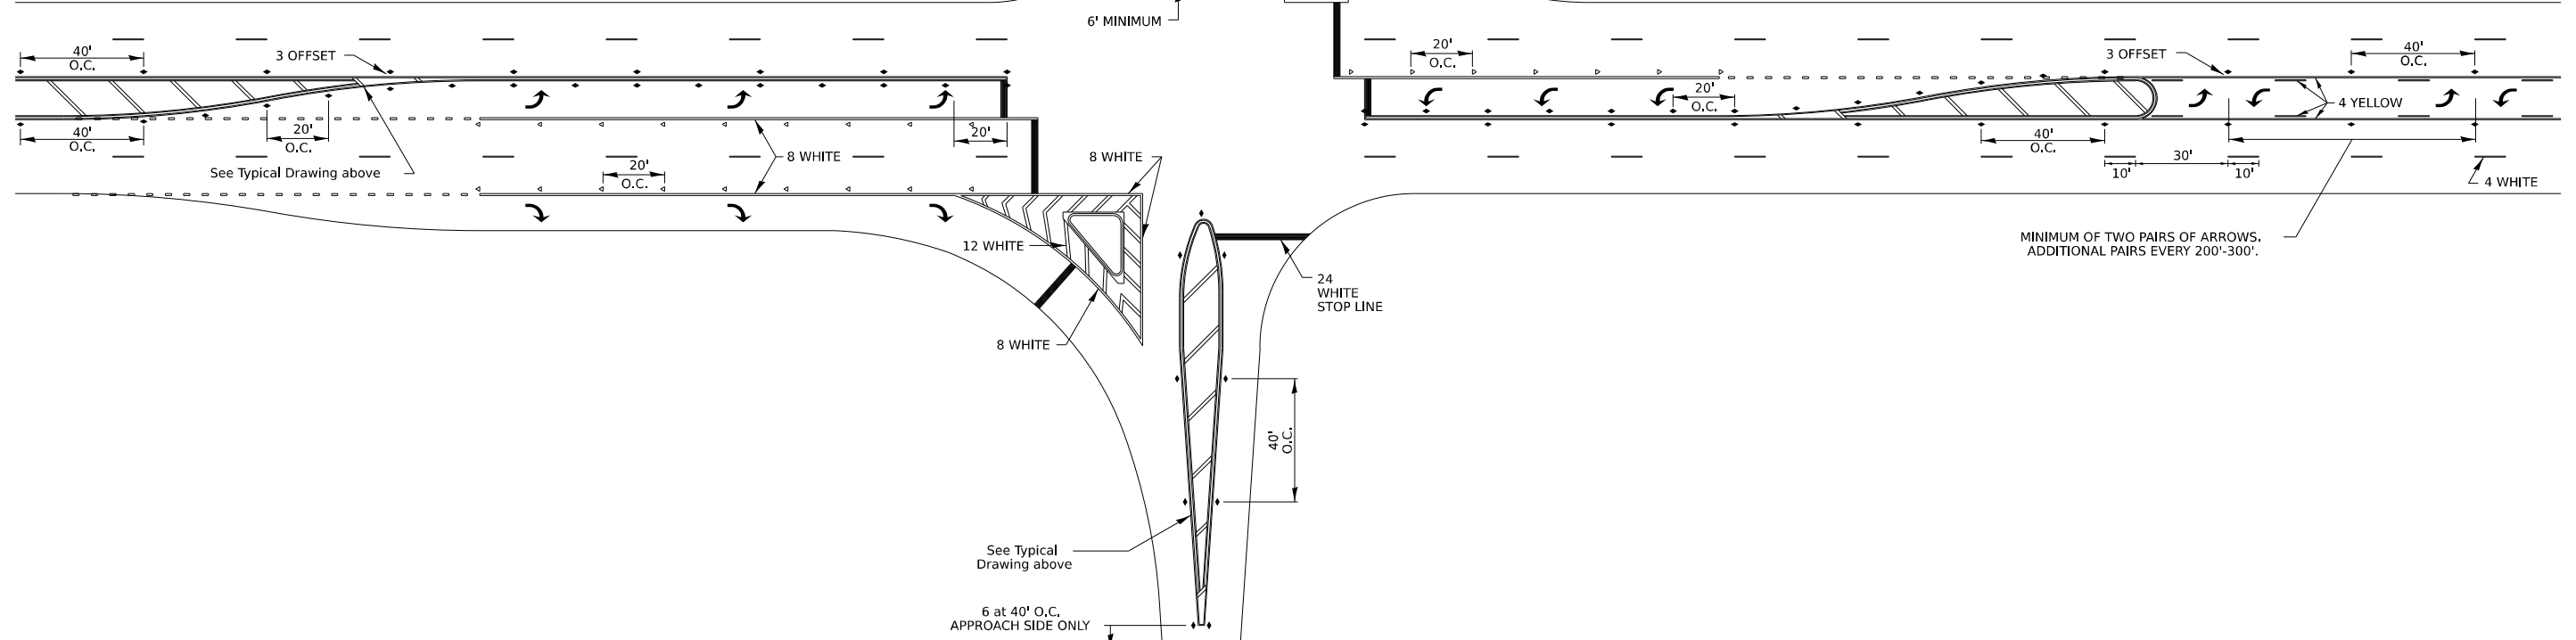 6' MINIMUM
40'
O.C.
3 OFFSET
20'
O.C.
3 OFFSET
40'
O.C.
40'
O.C.
20'
O.C.
See Typical Drawing above
20'
O.C.
8 WHITE
20'
8 WHITE
20'
O.C.
4 YELLOW
40'
O.C.
10'
30'
10'
4 WHITE
12 WHITE
8 WHITE
24
WHITE
STOP LINE
MINIMUM OF TWO PAIRS OF ARROWS.
ADDITIONAL PAIRS EVERY 200'-300'.
40'
O.C.
See Typical
Drawing above
6 at 40' O.C.
APPROACH SIDE ONLY